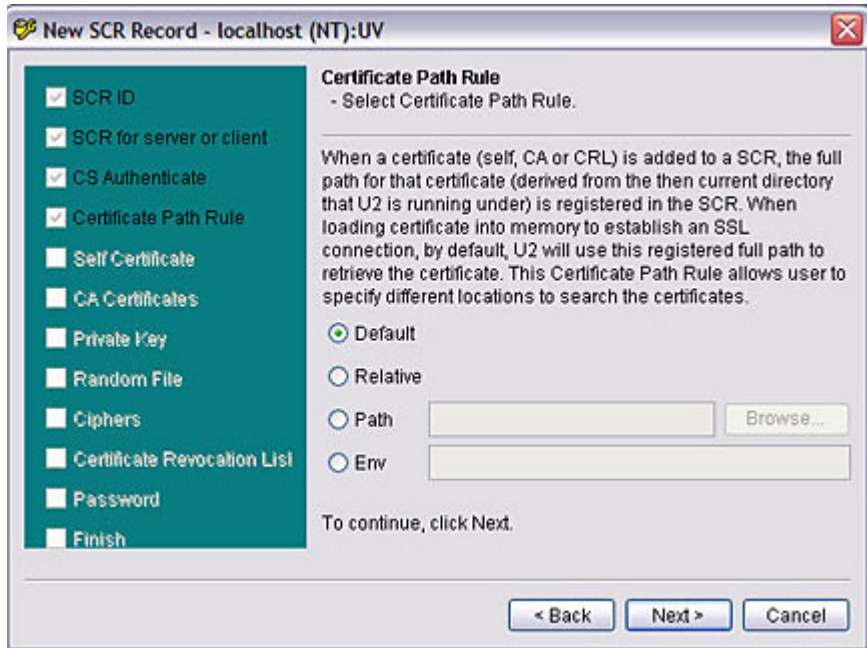 New SCR Record - localhost (NT):UV
SCR ID
SCR for server or client
CS Authenticate
Certificate Path Rule
Self Certificate
CA Certificates
Private Key
Random File
Ciphers
Certificate Revocation List
Password
Finish
Certificate Path Rule
- Select Certificate Path Rule.
When a certificate (self, CA or CRL) is added to a SCR, the full
path for that certificate (derived from the then current directory
that U2 is running under) is registered in the SCR. When
loading certificate into memory to establish an SSL
connection, by default, U2 will use this registered full path to
retrieve the certificate. This Certificate Path Rule allows user to
specify different locations to search the certificates.
Default
Relative
Path
Browse...
Env
To continue, click Next.
< Back
Next >
Cancel